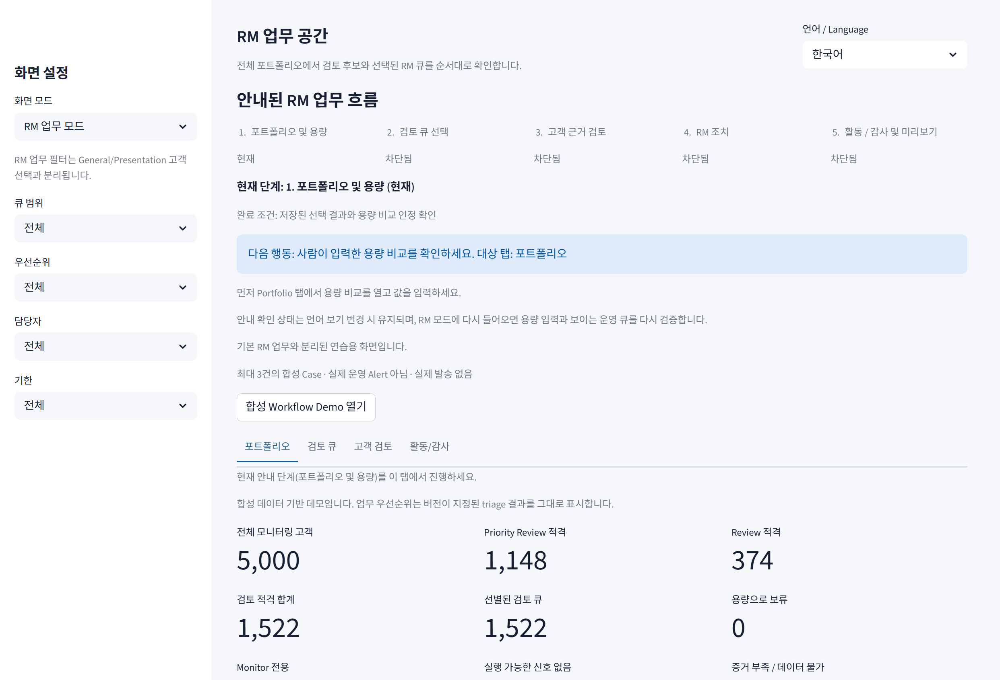 화면 설정
화면 모드
RM 업무 모드
RM 업무 필터는 General/Presentation 고객
선택과 분리됩니다.
큐 범위
전체
우선순위
전체
담당자
전체
기한
전체
RM 업무 공간
언어 / Language
한국어
전체 포트폴리오에서 검토 후보와 선택된 RM 큐를 순서대로 확인합니다.
안내된 RM 업무 흐름
1. 포트폴리오 및 용량
2. 검토 큐 선택
3. 고객 근거 검토
4. RM 조치
5. 활동 / 감사 및 미리보기
현재
차단됨
차단됨
차단됨
차단됨
현재 단계: 1. 포트폴리오 및 용량 (현재)
완료 조건: 저장된 선택 결과와 용량 비교 인정 확인
다음 행동: 사람이 입력한 용량 비교를 확인하세요. 대상 탭: 포트폴리오
먼저 Portfolio 탭에서 용량 비교를 열고 값을 입력하세요.
안내 확인 상태는 언어 보기 변경 시 유지되며, RM 모드에 다시 들어오면 용량 입력과 보이는 운영 큐를 다시 검증합니다.
기본 RM 업무와 분리된 연습용 화면입니다.
최대 3건의 합성 Case · 실제 운영 Alert 아님 · 실제 발송 없음
합성 Workflow Demo 열기
포트폴리오
검토 큐
고객 검토
활동/감사
현재 안내 단계(포트폴리오 및 용량)를 이 탭에서 진행하세요.
합성 데이터 기반 데모입니다. 업무 우선순위는 버전이 지정된 triage 결과를 그대로 표시합니다.
전체 모니터링 고객
Priority Review 적격
Review 적격
5,000
1,148
374
검토 적격 합계
선별된 검토 큐
용량으로 보류
1,522
1,522
0
Monitor 전용
실행 가능한 신호 없음
증거 부족 / 데이터 불가